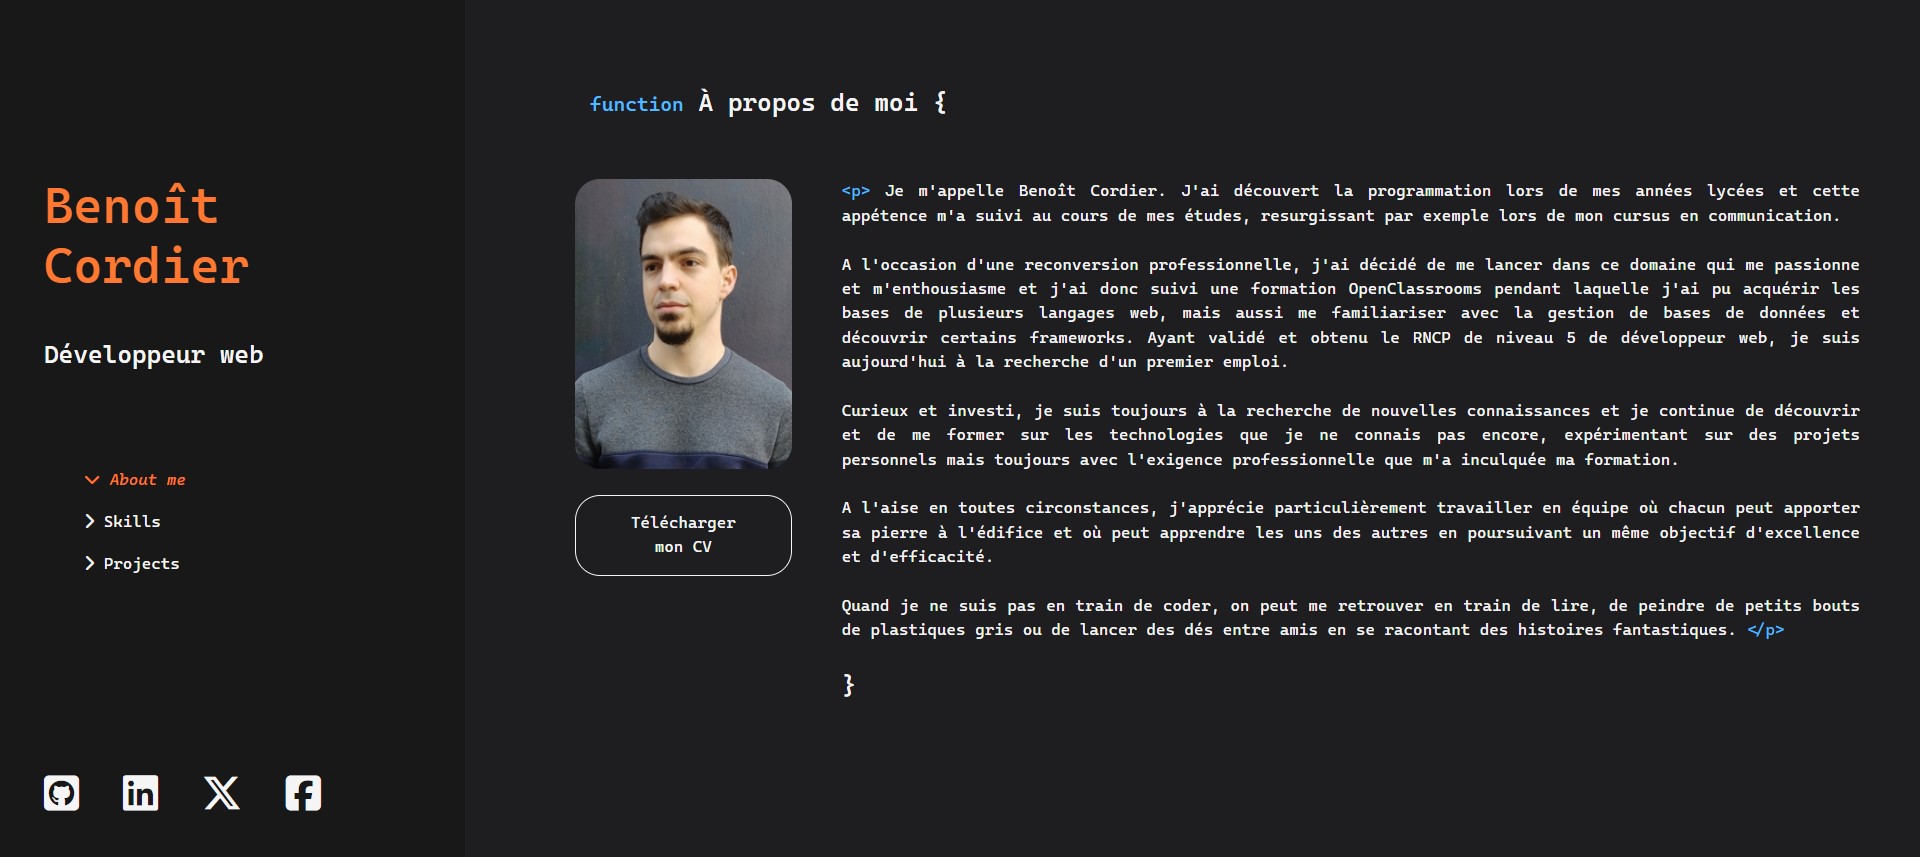 Benoît
Cordier
Développeur web
About me
Skills
Projects
function À propos de moi {
Télécharger
mon CV
<p> Je m'appelle Benoît Cordier. J'ai découvert la programmation lors de mes années lycées et cette
appétence m'a suivi au cours de mes études, resurgissant par exemple lors de mon cursus en communication.
A l'occasion d'une reconversion professionnelle, j'ai décidé de me lancer dans ce domaine qui me passionne
et m'enthousiasme et j'ai donc suivi une formation OpenClassrooms pendant laquelle j'ai pu acquérir les
bases de plusieurs langages web, mais aussi me familiariser avec la gestion de bases de données et
découvrir certains frameworks. Ayant validé et obtenu le RNCP de niveau 5 de développeur web, je suis
aujourd'hui à la recherche d'un premier emploi.
Curieux et investi, je suis toujours à la recherche de nouvelles connaissances et je continue de découvrir
et de me former sur les technologies que je ne connais pas encore, expérimentant sur des projets
personnels mais toujours avec l'exigence professionnelle que m'a inculquée ma formation.
A l'aise en toutes circonstances, j'apprécie particulièrement travailler en équipe où chacun peut apporter
sa pierre à l'édifice et où peut apprendre les uns des autres en poursuivant un même objectif d'excellence
et d'efficacité.
Quand je ne suis pas en train de coder, on peut me retrouver en train de lire, de peindre de petits bouts
de plastiques gris ou de lancer des dés entre amis en se racontant des histoires fantastiques. </p>
}